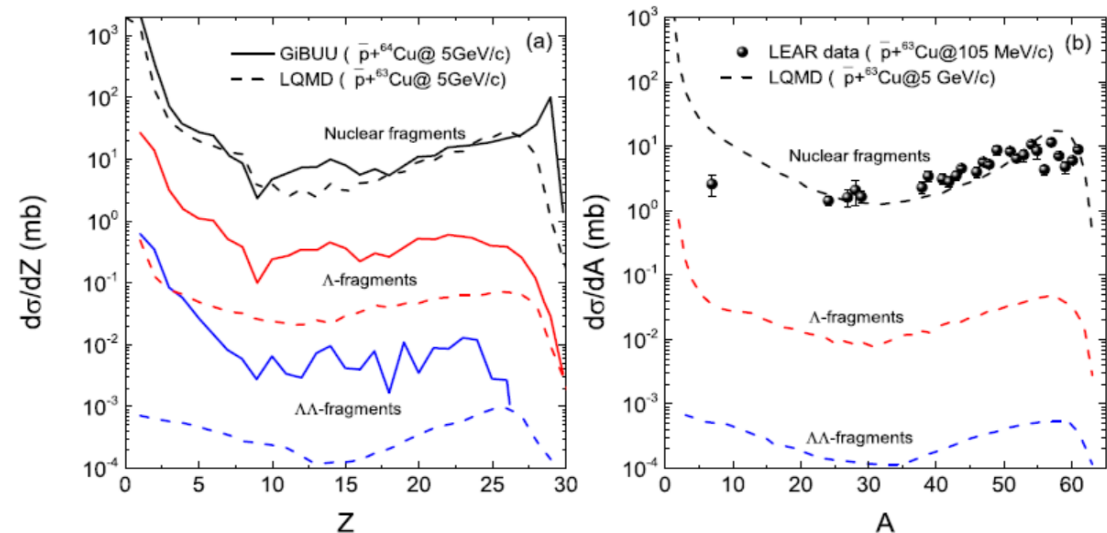 (a)
GiBUU ( p̄+⁶⁴Cu@ 5GeV/c)
LQMD ( p̄+⁶³Cu@ 5GeV/c)
Nuclear fragments
Λ-fragments
ΛΛ-fragments
10³
10²
10¹
10⁰
10⁻¹
10⁻²
10⁻³
10⁻⁴
dσ/dZ (mb)
0 5 10 15 20 25 30
Z
(b)
LEAR data ( p̄+⁶³Cu@105 MeV/c)
LQMD ( p̄+⁶³Cu@5 GeV/c)
Nuclear fragments
Λ-fragments
ΛΛ-fragments
10³
10²
10¹
10⁰
10⁻¹
10⁻²
10⁻³
10⁻⁴
dσ/dA (mb)
0 10 20 30 40 50 60
A